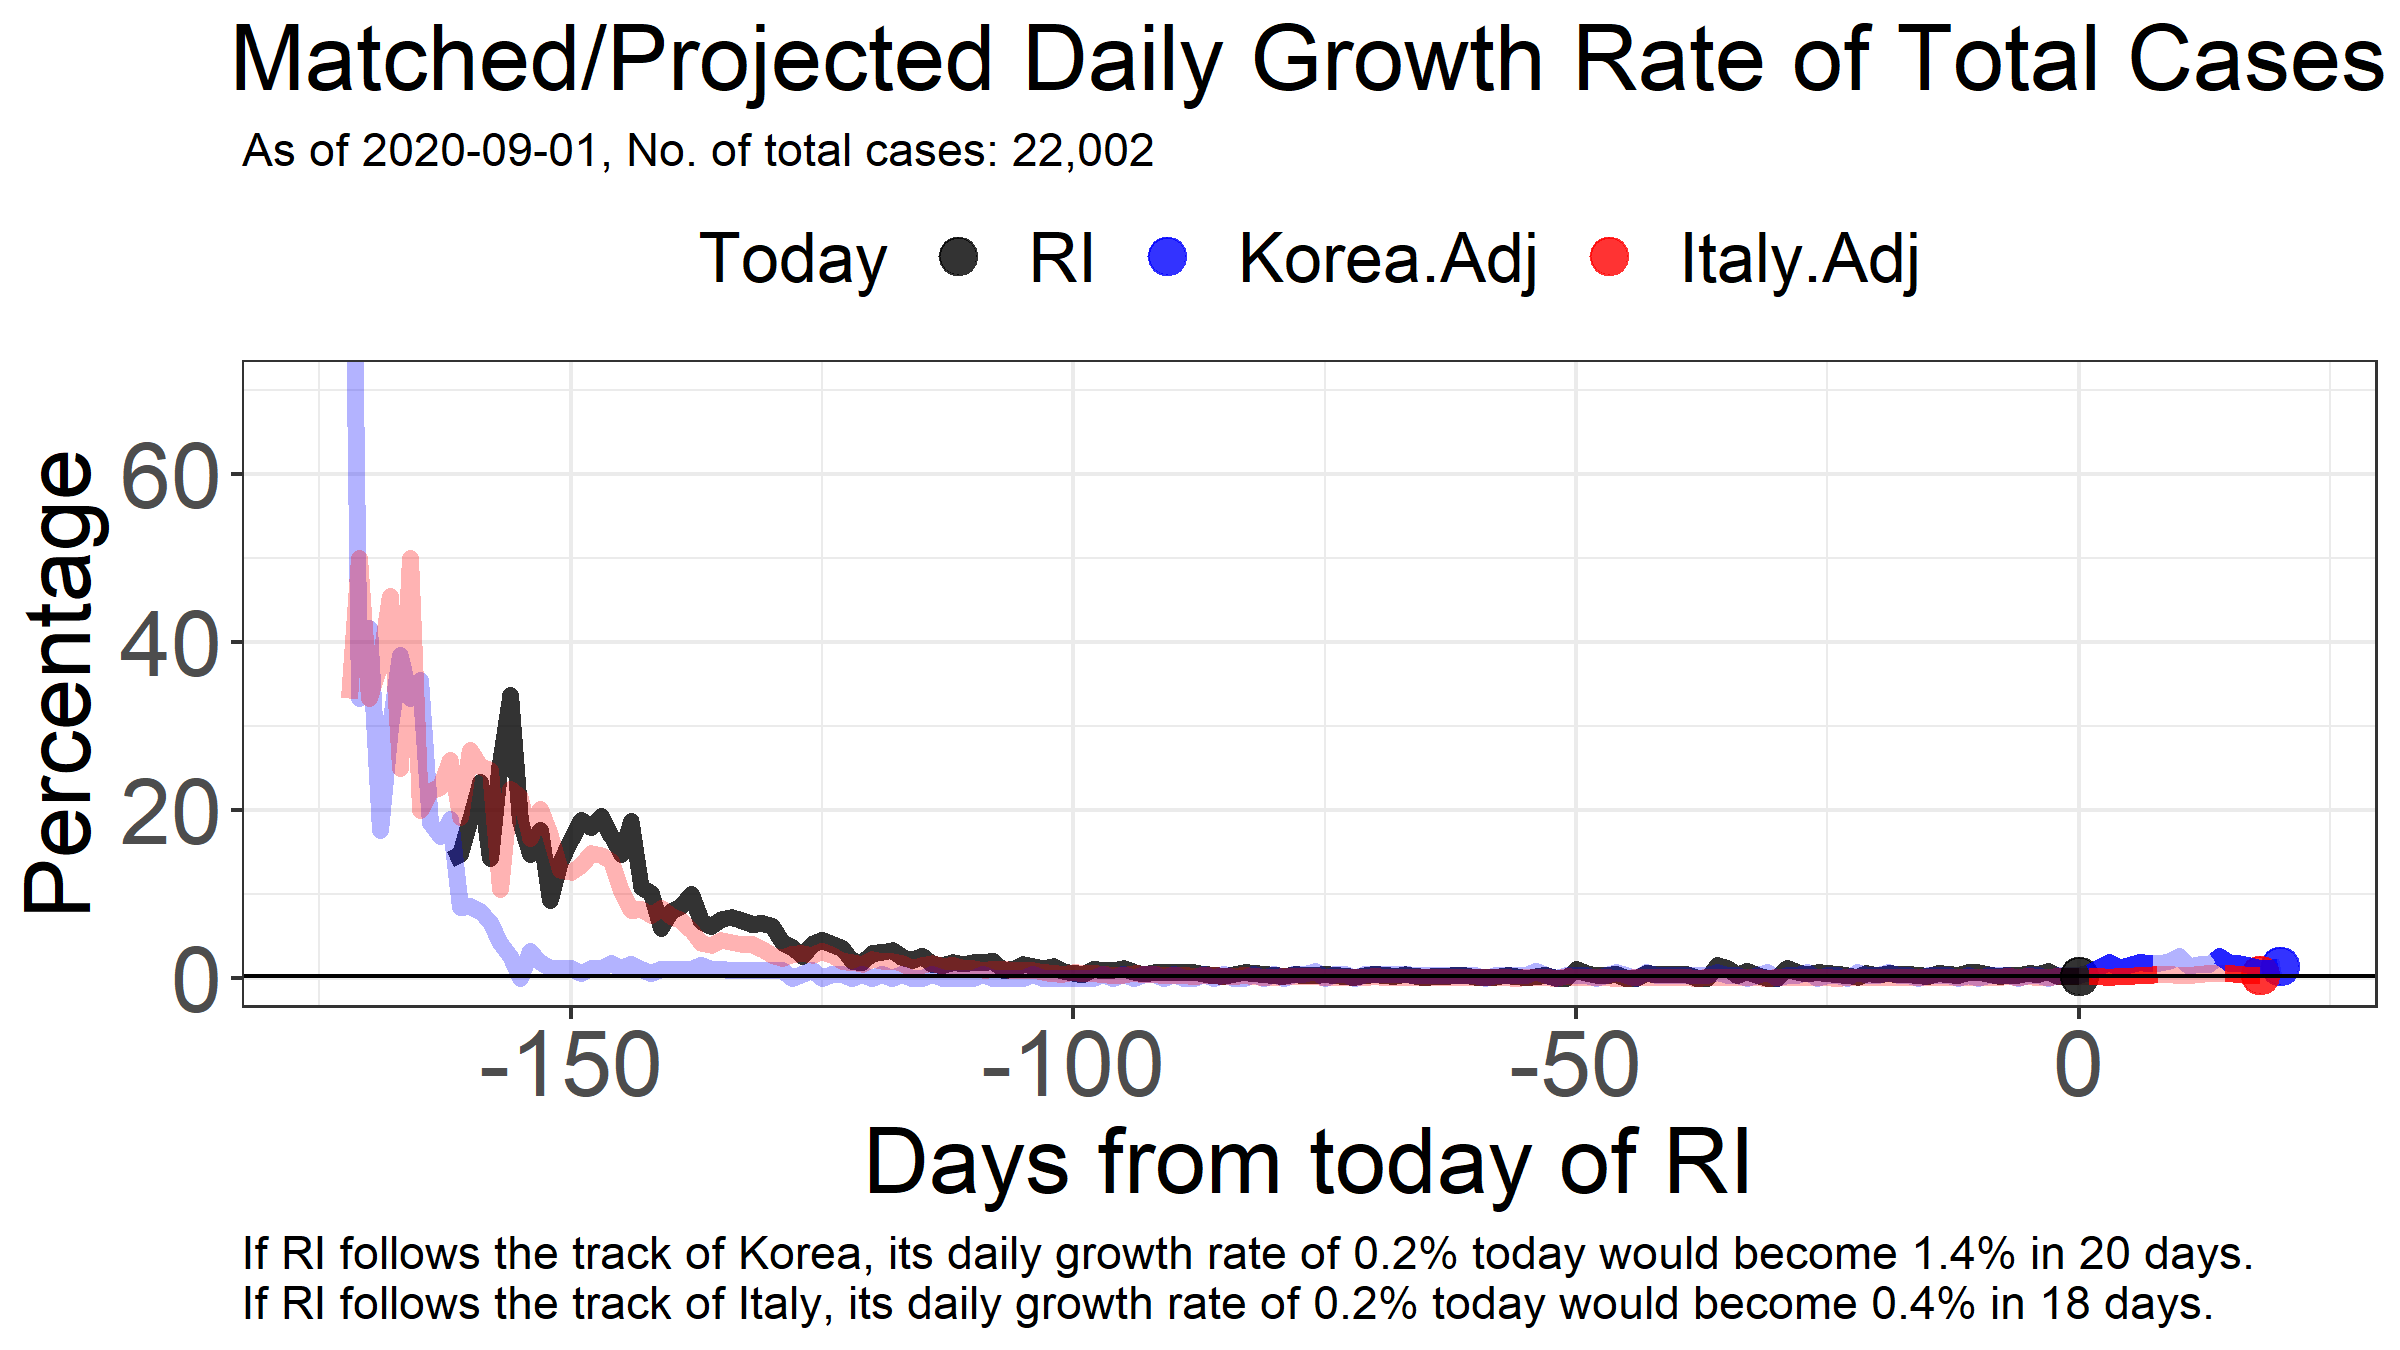 Matched/Projected Daily Growth Rate of Total Cases
As of 2020-09-01, No. of total cases: 22,002
Today RI Korea.Adj Italy.Adj
Percentage
60
40
20
0
-150 -100 -50 0
Days from today of RI
If RI follows the track of Korea, its daily growth rate of 0.2% today would become 1.4% in 20 days.
If RI follows the track of Italy, its daily growth rate of 0.2% today would become 0.4% in 18 days.